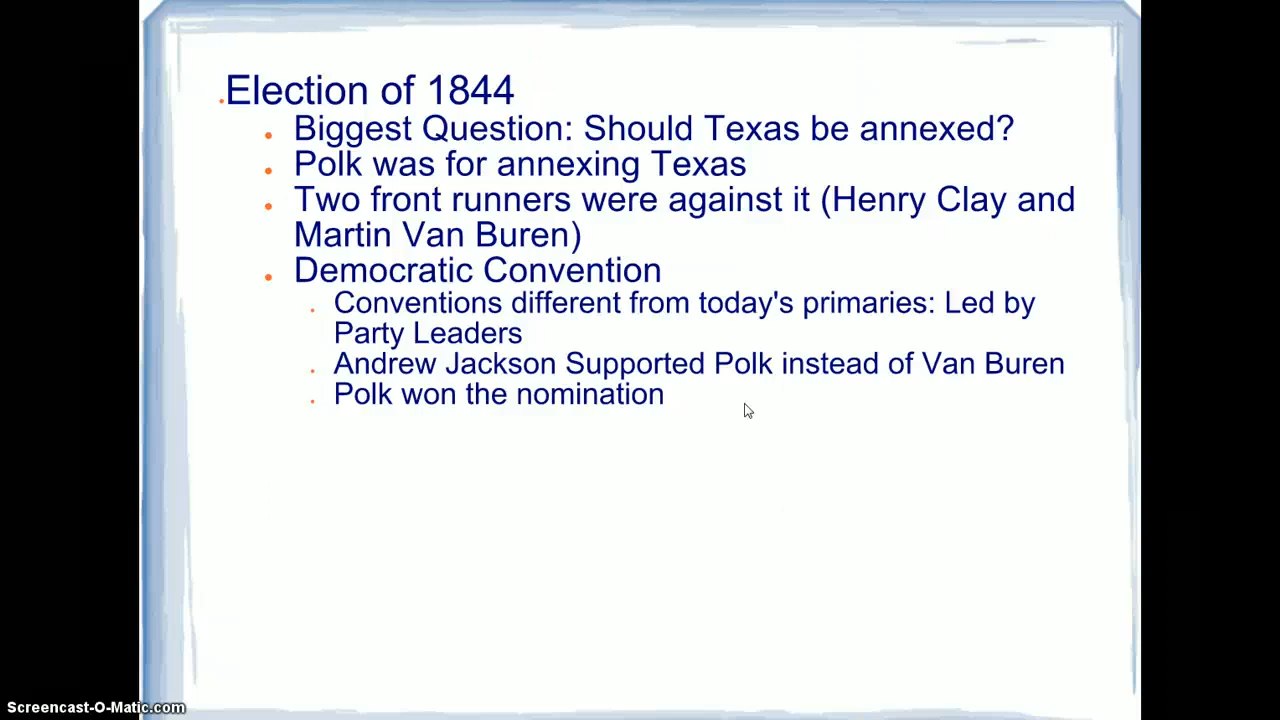 Election of 1844
Biggest Question: Should Texas be annexed?
Polk was for annexing Texas
Two front runners were against it (Henry Clay and
Martin Van Buren)
Democratic Convention
Conventions different from today's primaries: Led by
Party Leaders
Andrew Jackson Supported Polk instead of Van Buren
Polk won the nomination
Screencast-O-Matic.com